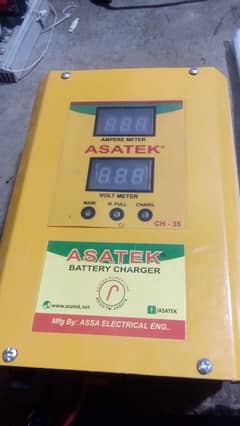 AMPERE METER
ASATEK®
VOLT METER
MAIN B. FULL CHARG.
CH - 35
ASATEK®
BATTERY CHARGER
www.asatek.net
f/ASATEK
Mfg By: ASSA ELECTRICAL ENG..